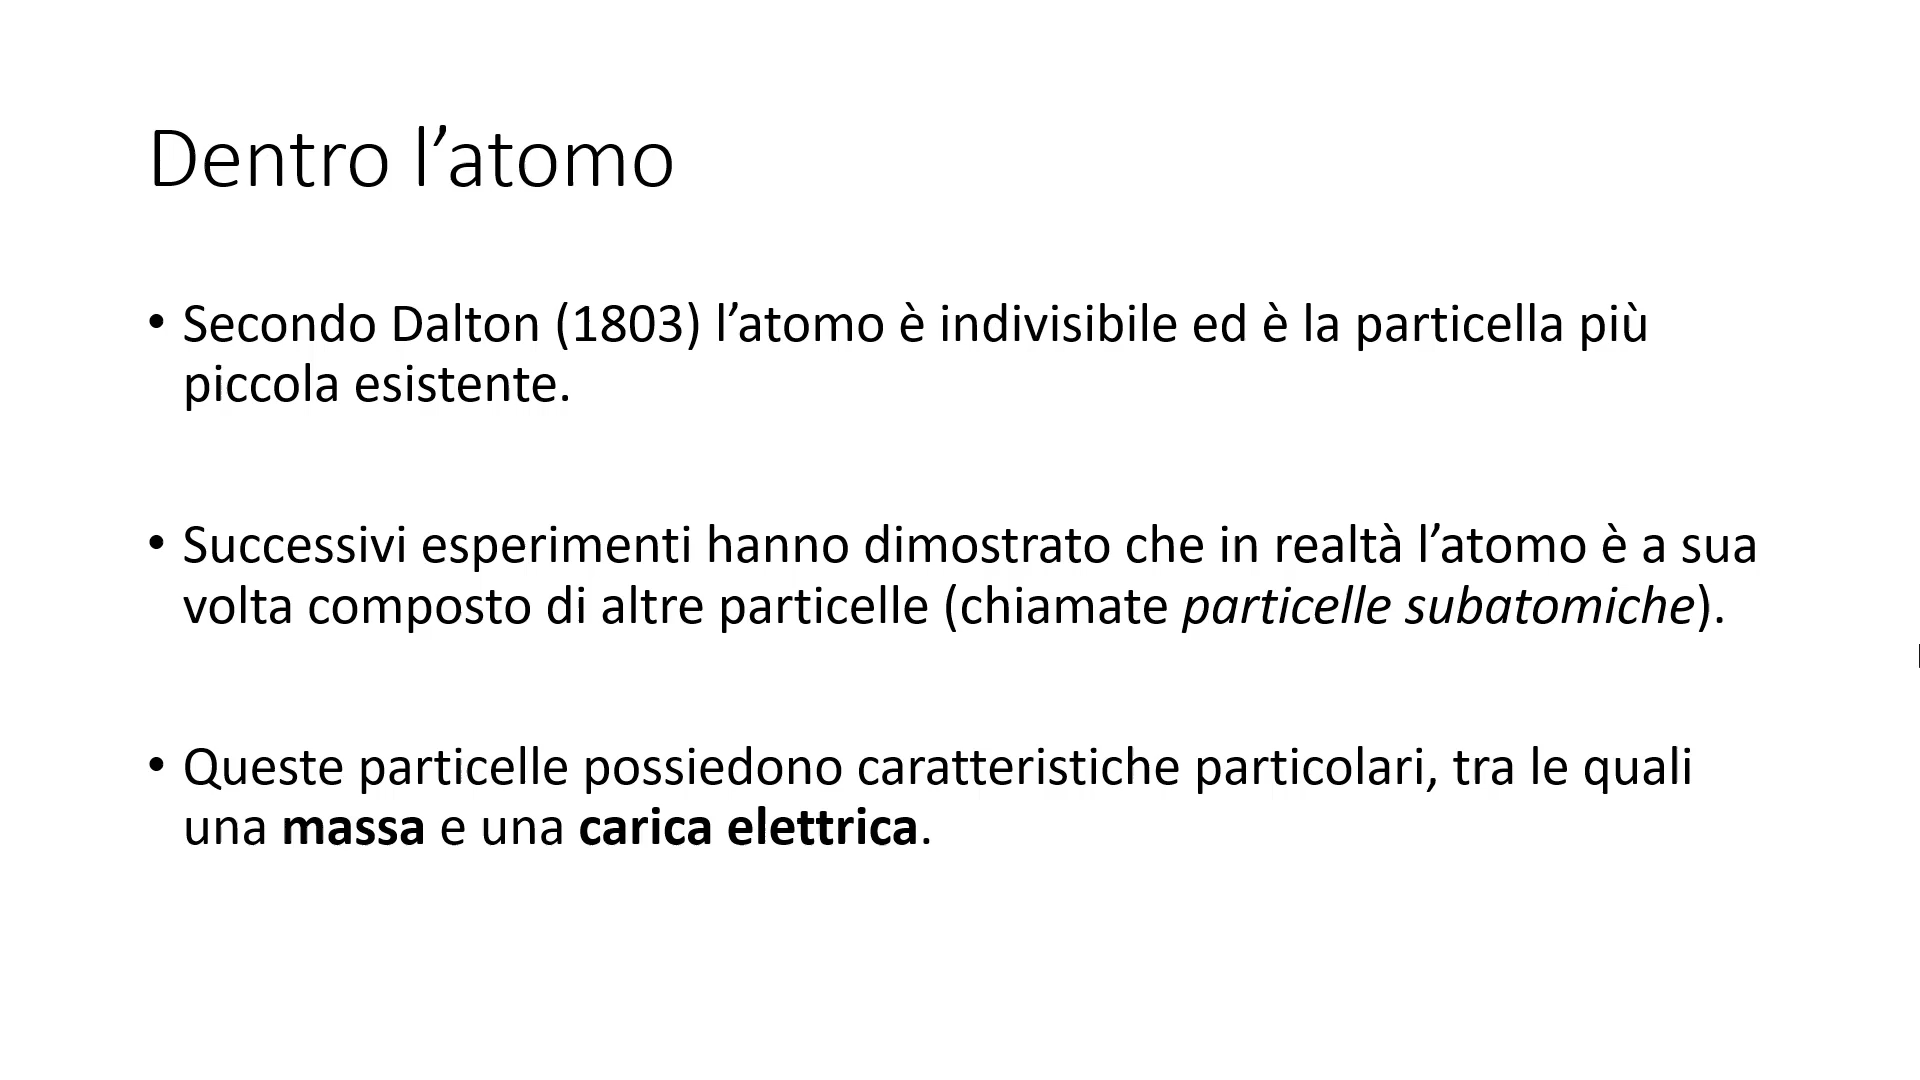 Dentro l’atomo
• Secondo Dalton (1803) l’atomo è indivisibile ed è la particella più
piccola esistente.
• Successivi esperimenti hanno dimostrato che in realtà l’atomo è a sua
volta composto di altre particelle (chiamate particelle subatomiche).
• Queste particelle possiedono caratteristiche particolari, tra le quali
una massa e una carica elettrica.